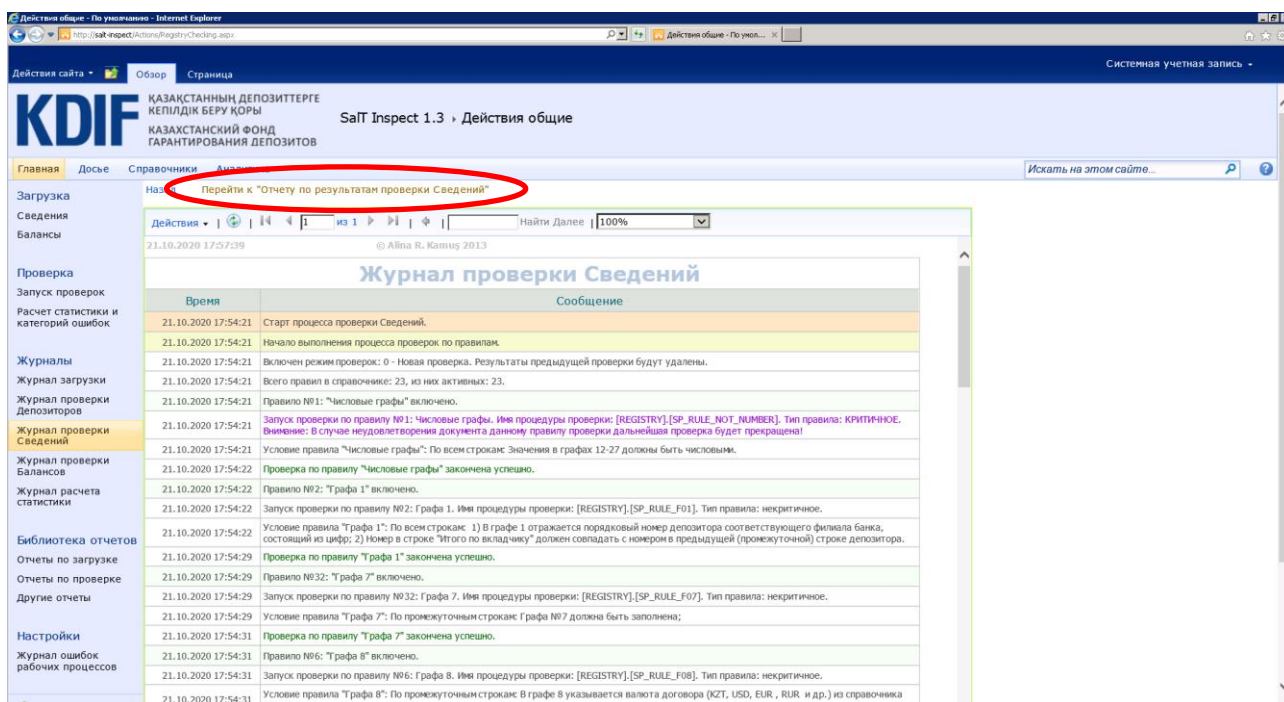 Действия общие - По умолчанию - Internet Explorer
http://salt-inspect/Actions/RegistryChecking.aspx
Действия общие - По умол...
Действия сайта
Обзор
Страница
Системная учетная запись
KDIF
ҚАЗАҚСТАННЫҢ ДЕПОЗИТТЕРГЕ
КЕПІЛДІК БЕРУ ҚОРЫ
КАЗАХСТАНСКИЙ ФОНД
ГАРАНТИРОВАНИЯ ДЕПОЗИТОВ
SaIT Inspect 1.3 › Действия общие
Главная Досье Справочники
Искать на этом сайте...
Загрузка
Сведения
Балансы
Проверка
Запуск проверок
Расчет статистики и
категорий ошибок
Журналы
Журнал загрузки
Журнал проверки
Депозиторов
Журнал проверки
Сведений
Журнал проверки
Балансов
Журнал расчета
статистики
Библиотека отчетов
Отчеты по загрузке
Отчеты по проверке
Другие отчеты
Настройки
Журнал ошибок
рабочих процессов
Назад Перейти к "Отчету по результатам проверки Сведений"
Действия | | 1 из 1 | | Найти Далее | 100%
21.10.2020 17:57:39 © Alina R. Kamuş 2013
Журнал проверки Сведений
Время Сообщение
21.10.2020 17:54:21 Старт процесса проверки Сведений.
21.10.2020 17:54:21 Начало выполнения процесса проверок по правилам.
21.10.2020 17:54:21 Включен режим проверок: 0 - Новая проверка. Результаты предыдущей проверки будут удалены.
21.10.2020 17:54:21 Всего правил в справочнике: 23, из них активных: 23.
21.10.2020 17:54:21 Правило №1: "Числовые графы" включено.
21.10.2020 17:54:21 Запуск проверки по правилу №1: Числовые графы. Имя процедуры проверки: [REGISTRY].[SP_RULE_NOT_NUMBER]. Тип правила: КРИТИЧНОЕ.
Внимание: В случае неудовлетворения документа данному правилу проверки дальнейшая проверка будет прекращена!
21.10.2020 17:54:21 Условие правила "Числовые графы": По всем строкам: Значения в графах 12-27 должны быть числовыми.
21.10.2020 17:54:22 Проверка по правилу "Числовые графы" закончена успешно.
21.10.2020 17:54:22 Правило №2: "Графа 1" включено.
21.10.2020 17:54:22 Запуск проверки по правилу №2: Графа 1. Имя процедуры проверки: [REGISTRY].[SP_RULE_F01]. Тип правила: некритичное.
21.10.2020 17:54:22 Условие правила "Графа 1": По всем строкам: 1) В графе 1 отражается порядковый номер депозитора соответствующего филиала банка,
состоящий из цифр; 2) Номер в строке "Итого по вкладчику" должен совпадать с номером в предыдущей (промежуточной) строке депозитора.
21.10.2020 17:54:29 Проверка по правилу "Графа 1" закончена успешно.
21.10.2020 17:54:29 Правило №32: "Графа 7" включено.
21.10.2020 17:54:29 Запуск проверки по правилу №32: Графа 7. Имя процедуры проверки: [REGISTRY].[SP_RULE_F07]. Тип правила: некритичное.
21.10.2020 17:54:29 Условие правила "Графа 7": По промежуточным строкам: Графа №7 должна быть заполнена;
21.10.2020 17:54:31 Проверка по правилу "Графа 7" закончена успешно.
21.10.2020 17:54:31 Правило №6: "Графа 8" включено.
21.10.2020 17:54:31 Запуск проверки по правилу №6: Графа 8. Имя процедуры проверки: [REGISTRY].[SP_RULE_F08]. Тип правила: некритичное.
21.10.2020 17:54:31 Условие правила "Графа 8": По промежуточным строкам: В графе 8 указывается валюта договора (KZT, USD, EUR , RUR и др.) из справочника